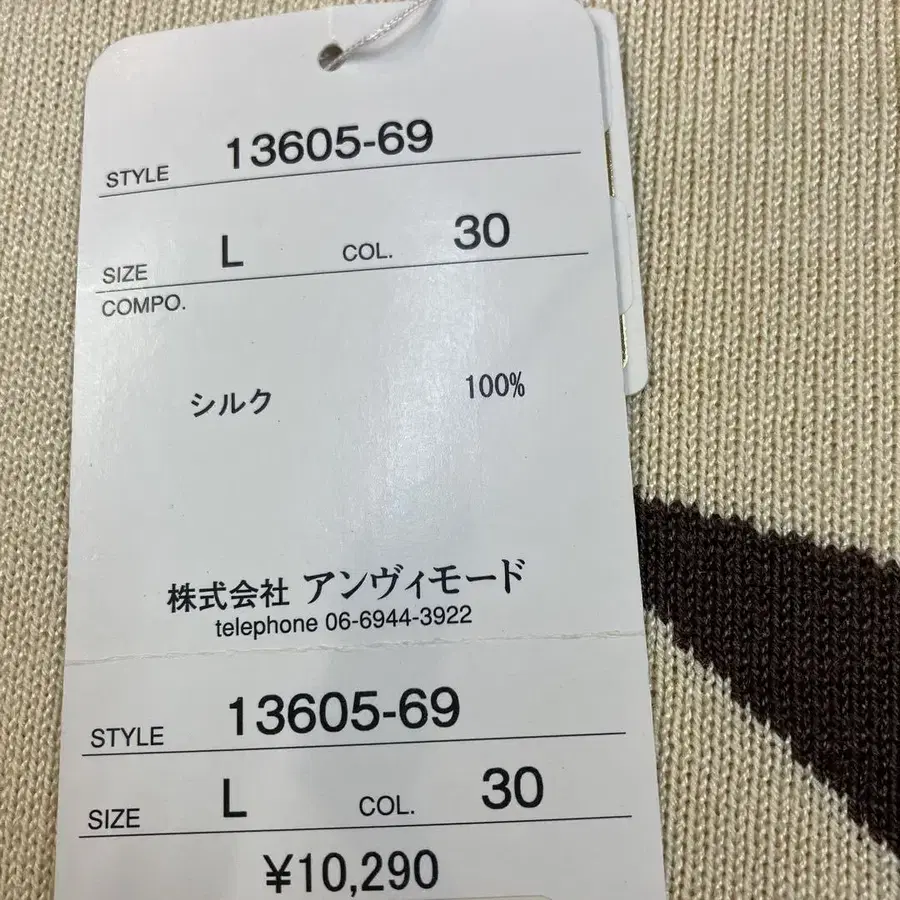 STYLE 13605-69
SIZE L COL. 30
COMPO.
シルク 100%
株式会社 アンヴィモード
telephone 06-6944-3922
STYLE 13605-69
SIZE L COL. 30
¥10,290